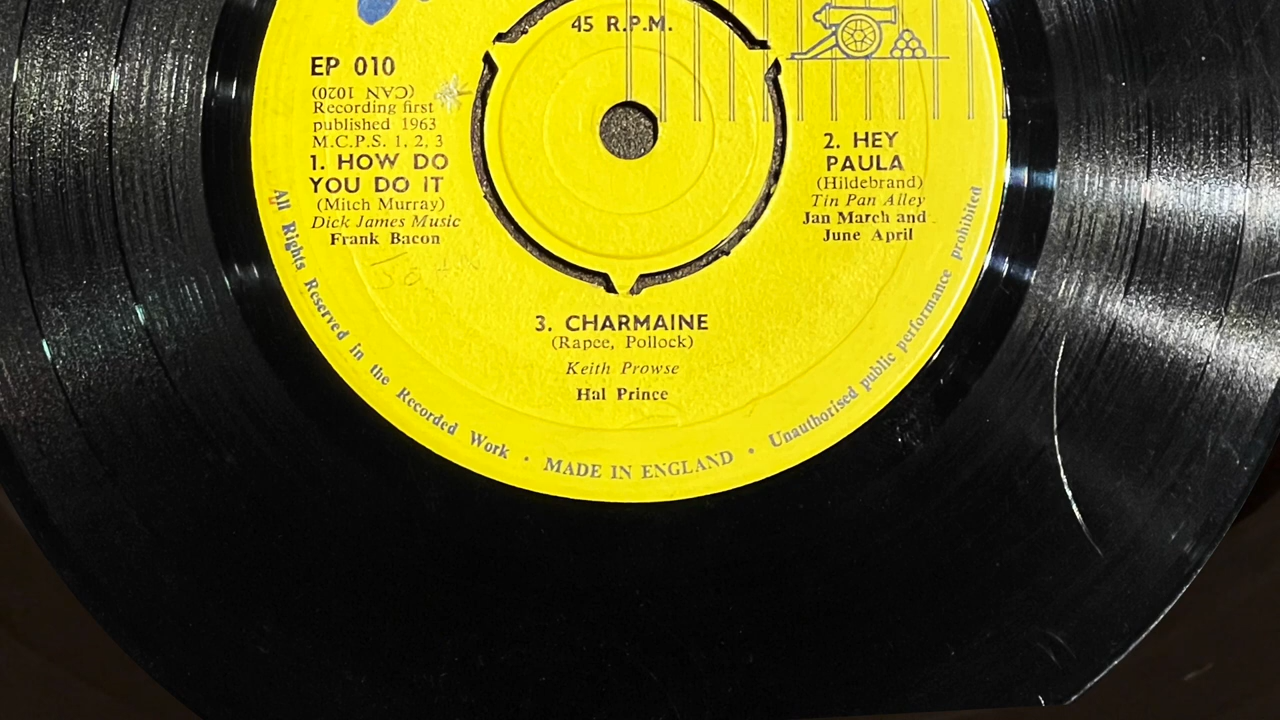 45 R.P.M.
EP 010
(CAN 1020)
Recording first
published 1963
M.C.P.S. 1, 2, 3
1. HOW DO
YOU DO IT
(Mitch Murray)
Dick James Music
Frank Bacon
2. HEY
PAULA
(Hildebrand)
Tin Pan Alley
Jan March and
June April
3. CHARMAINE
(Rapee, Pollock)
Keith Prowse
Hal Prince
All Rights Reserved in the Recorded Work · MADE IN ENGLAND · Unauthorised public performance prohibited